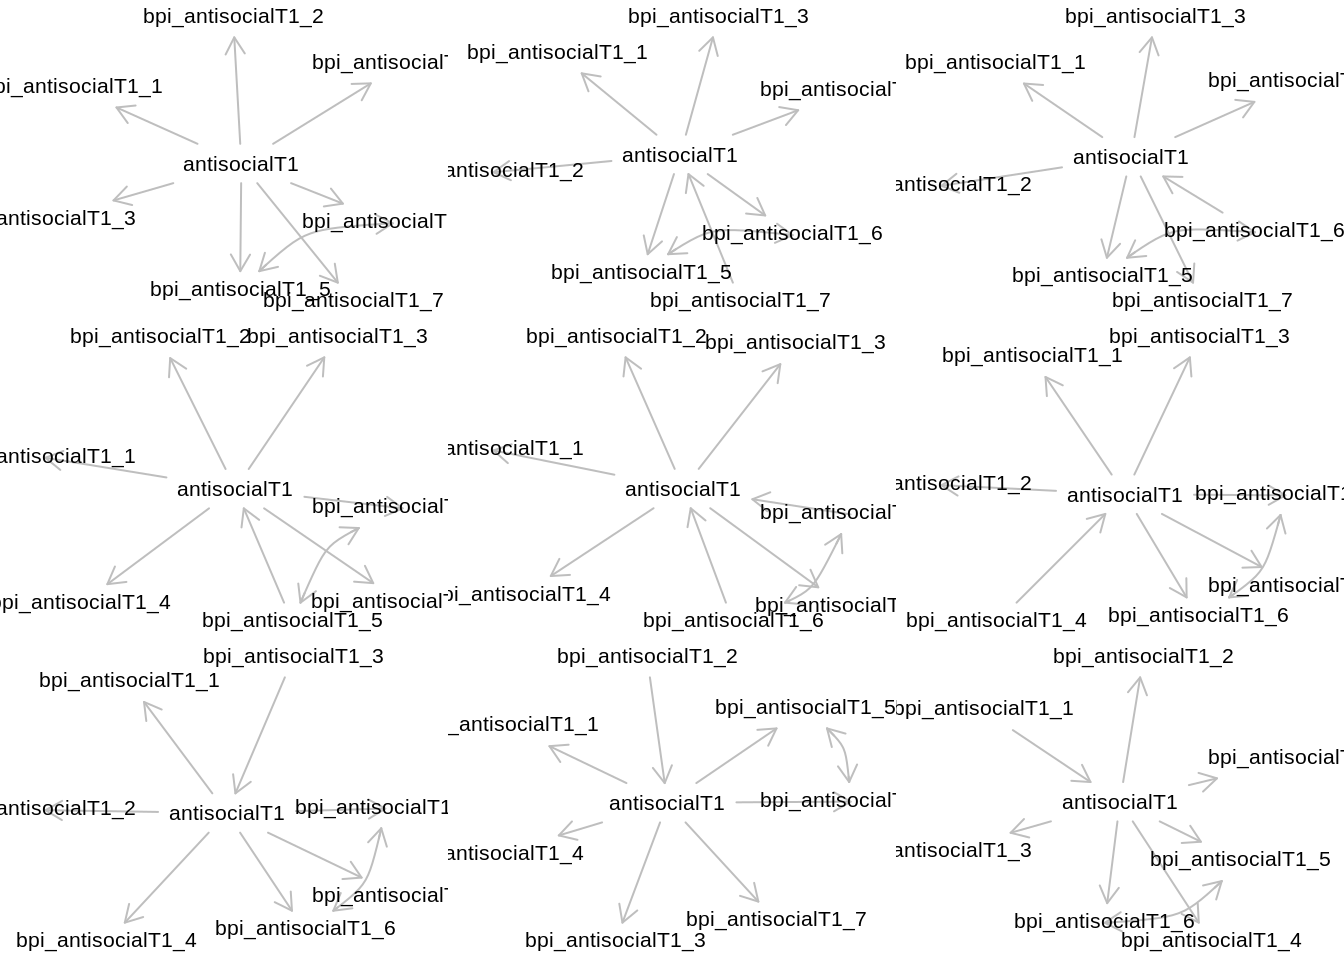 bpi_antisocialT1_2
bpi_antisocialT
pi_antisocialT1_1
antisocialT1
antisocialT1_3
bpi_antisocialT
bpi_antisocialT1_5
bpi_antisocialT1_7
bpi_antisocialT1_3
bpi_antisocialT1_1
bpi_antisocialT
antisocialT1
antisocialT1_2
bpi_antisocialT1_6
bpi_antisocialT1_5
bpi_antisocialT1_7
bpi_antisocialT1_3
bpi_antisocialT1_1
bpi_antisocialT
antisocialT1
antisocialT1_2
bpi_antisocialT1_6
bpi_antisocialT1_5
bpi_antisocialT1_7
bpi_antisocialT1_2
bpi_antisocialT1_3
antisocialT1_1
antisocialT1
bpi_antisocialT
bpi_antisocialT1_4
bpi_antisocialT
bpi_antisocialT1_5
bpi_antisocialT1_2
bpi_antisocialT1_3
antisocialT1_1
antisocialT1
bpi_antisocialT
pi_antisocialT1_4
bpi_antisocialT
bpi_antisocialT1_6
bpi_antisocialT1_3
bpi_antisocialT1_1
antisocialT1_2
antisocialT1
bpi_antisocialT1
bpi_antisocialT
bpi_antisocialT1_4
bpi_antisocialT1_6
bpi_antisocialT1_3
bpi_antisocialT1_1
antisocialT1_2
antisocialT1
bpi_antisocialT1
bpi_antisocialT
bpi_antisocialT1_6
bpi_antisocialT1_4
bpi_antisocialT1_2
bpi_antisocialT1_5
_antisocialT1_1
antisocialT1
bpi_antisocialT
antisocialT1_4
bpi_antisocialT1_7
bpi_antisocialT1_3
bpi_antisocialT1_2
bpi_antisocialT1_1
bpi_antisocialT
antisocialT1
antisocialT1_3
bpi_antisocialT1_5
bpi_antisocialT1_6
bpi_antisocialT1_4